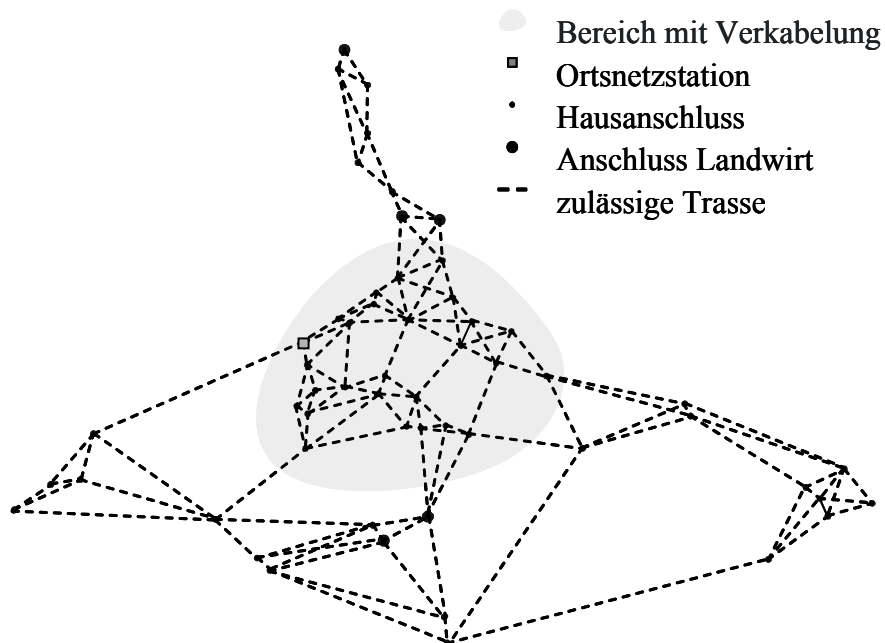 Bereich mit Verkabelung
Ortsnetzstation
Hausanschluss
Anschluss Landwirt
zulässige Trasse